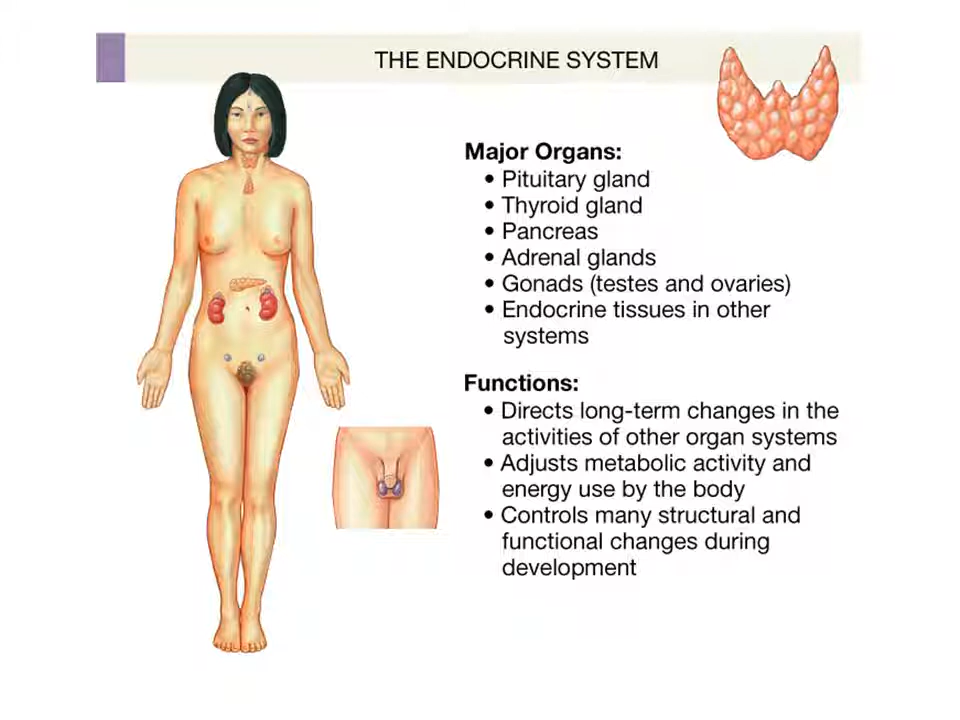 THE ENDOCRINE SYSTEM
Major Organs:
• Pituitary gland
• Thyroid gland
• Pancreas
• Adrenal glands
• Gonads (testes and ovaries)
• Endocrine tissues in other
systems
Functions:
• Directs long-term changes in the
activities of other organ systems
• Adjusts metabolic activity and
energy use by the body
• Controls many structural and
functional changes during
development